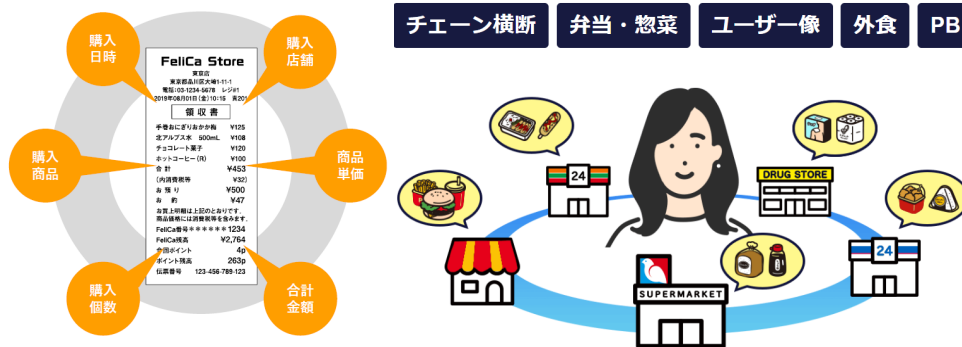 購入
日時
購入
店舗
購入
商品
商品
単価
購入
個数
合計
金額
FeliCa Store
東京店
東京都品川区大崎1-11-1
電話:03-1234-5678 レジ#1
2019年08月01日(金)10:15 責201
領収書
手巻おにぎりおかか梅 ¥125
北アルプス水 500mL ¥108
チョコレート菓子 ¥120
ホットコーヒー(R) ¥100
合計 ¥453
(内消費税等 ¥32)
お預り ¥500
お釣 ¥47
お買上明細は上記のとおりです。
商品価格には消費税等を含みます。
FeliCa番号******1234
FeliCa残高 ¥2,764
今回ポイント 4p
ポイント残高 263p
伝票番号 123-456-789-123
チェーン横断 弁当・惣菜 ユーザー像 外食 PB
24
DRUG STORE
24
SUPERMARKET